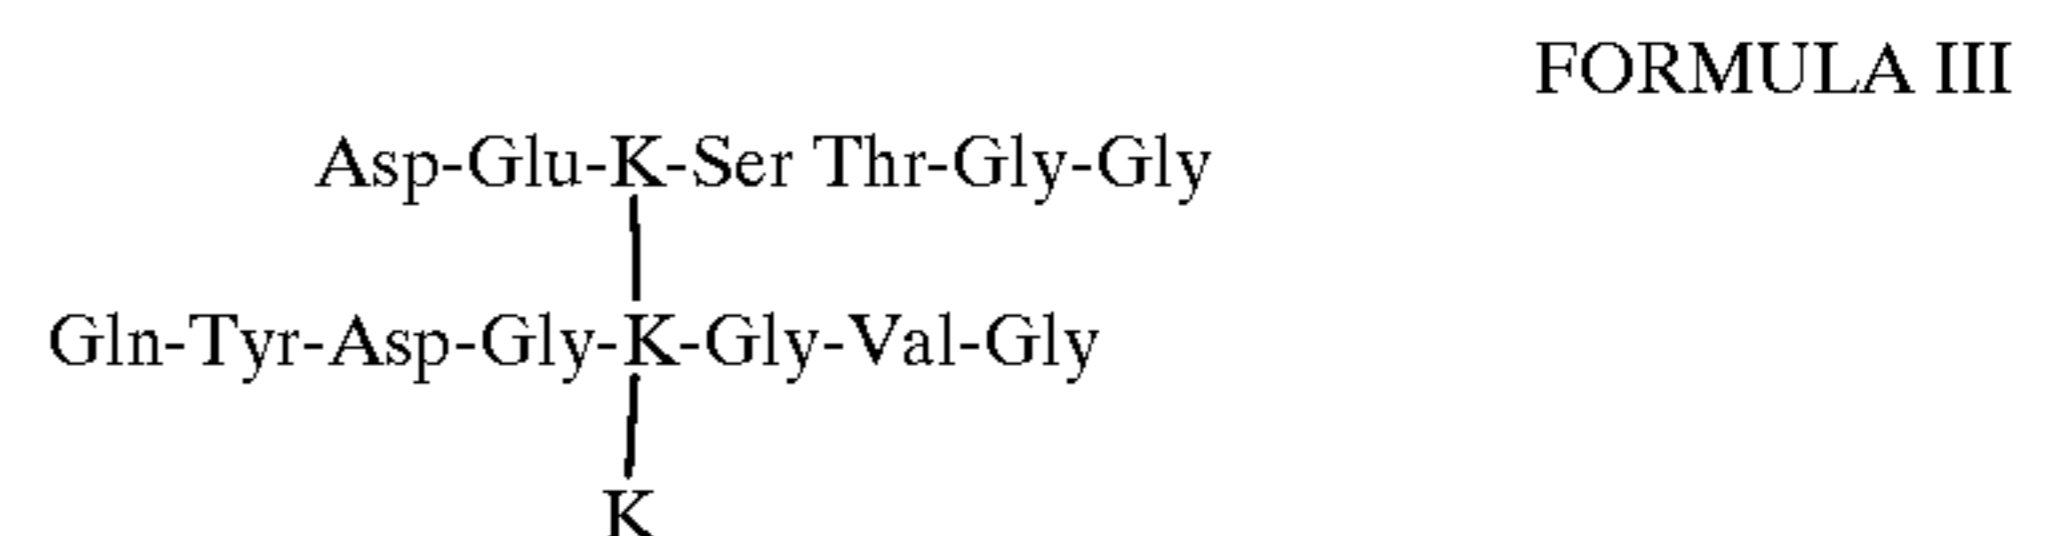 FORMULA III
Asp-Glu-K-Ser Thr-Gly-Gly
Gln-Tyr-Asp-Gly-K-Gly-Val-Gly
K